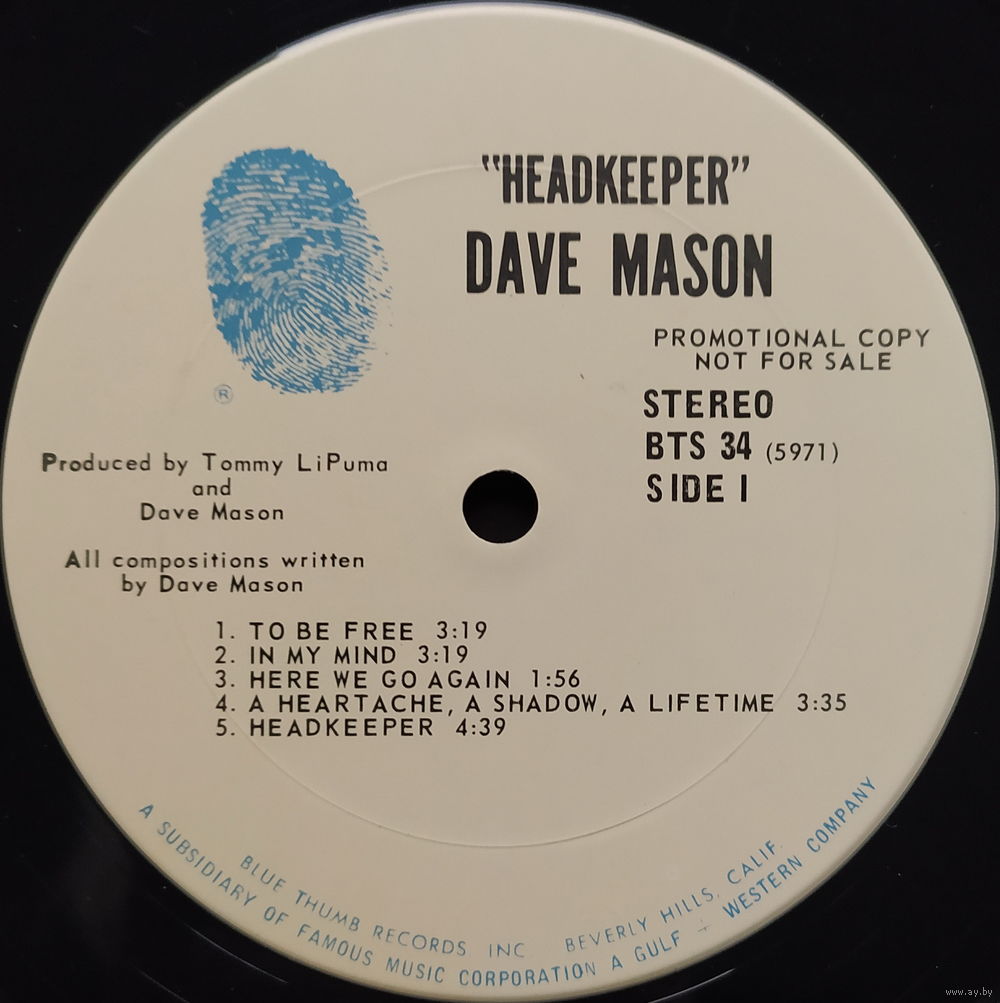 "HEADKEEPER"
DAVE MASON
PROMOTIONAL COPY
NOT FOR SALE
STEREO
BTS 34 (5971)
SIDE I
®
Produced by Tommy LiPuma
and
Dave Mason
All compositions written
by Dave Mason
1. TO BE FREE 3:19
2. IN MY MIND 3:19
3. HERE WE GO AGAIN 1:56
4. A HEARTACHE, A SHADOW, A LIFETIME 3:35
5. HEADKEEPER 4:39
BLUE THUMB RECORDS INC BEVERLY HILLS, CALIF.
A SUBSIDIARY OF FAMOUS MUSIC CORPORATION A GULF + WESTERN COMPANY
www.ay.by